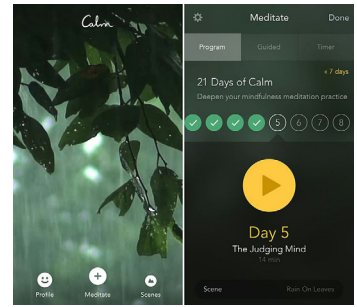 Calm
Profile
Meditate
Scenes
Meditate
Done
Program
Guided
Timer
+ 7 days
21 Days of Calm
Deepen your mindfulness meditation practice
5
6
7
8
Day 5
The Judging Mind
14 min
Scene
Rain On Leaves